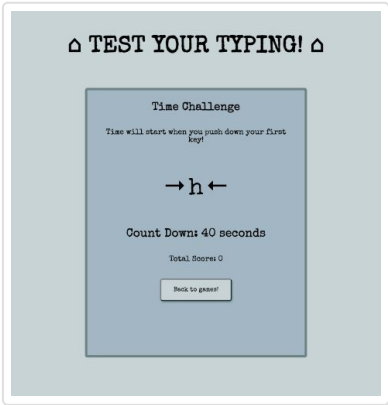 ⌂ TEST YOUR TYPING! ⌂
Time Challenge
Time will start when you push down your first
key!
→h←
Count Down: 40 seconds
Total Score: 0
Back to games!